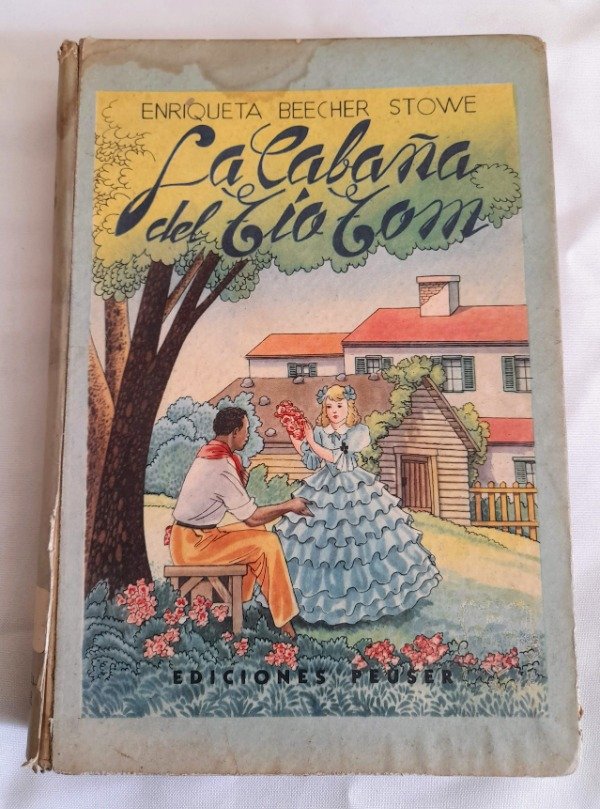 ENRIQUETA BEECHER STOWE
La Cabaña
del Tío Tom
EDICIONES PEUSER